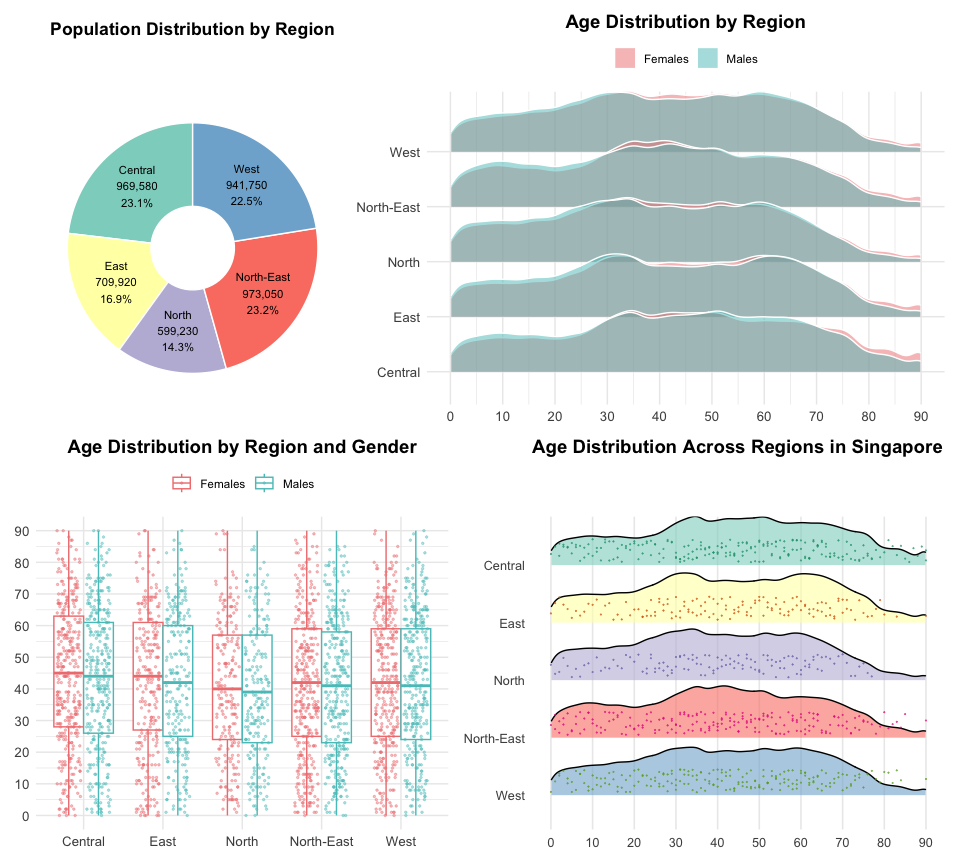 Population Distribution by Region
Central
969,580
23.1%
West
941,750
22.5%
East
709,920
16.9%
North-East
973,050
23.2%
North
599,230
14.3%
Age Distribution by Region
Females Males
West
North-East
North
East
Central
0 10 20 30 40 50 60 70 80 90
Age Distribution by Region and Gender
Females Males
90
80
70
60
50
40
30
20
10
0
Central East North North-East West
Age Distribution Across Regions in Singapore
Central
East
North
North-East
West
0 10 20 30 40 50 60 70 80 90